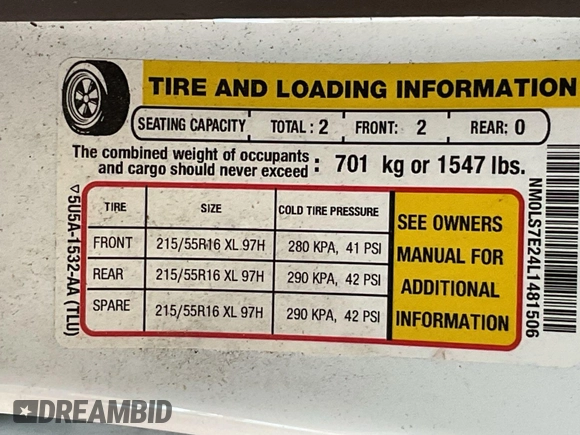 TIRE AND LOADING INFORMATION
SEATING CAPACITY TOTAL : 2 FRONT: 2 REAR: 0
The combined weight of occupants
and cargo should never exceed : 701 kg or 1547 lbs.
TIRE SIZE COLD TIRE PRESSURE
FRONT 215/55R16 XL 97H 280 KPA, 41 PSI
REAR 215/55R16 XL 97H 290 KPA, 42 PSI
SPARE 215/55R16 XL 97H 290 KPA, 42 PSI
SEE OWNERS
MANUAL FOR
ADDITIONAL
INFORMATION
5U5A-1532-AA (TLU)
NM0LS7E24L1481506
DREAMBID